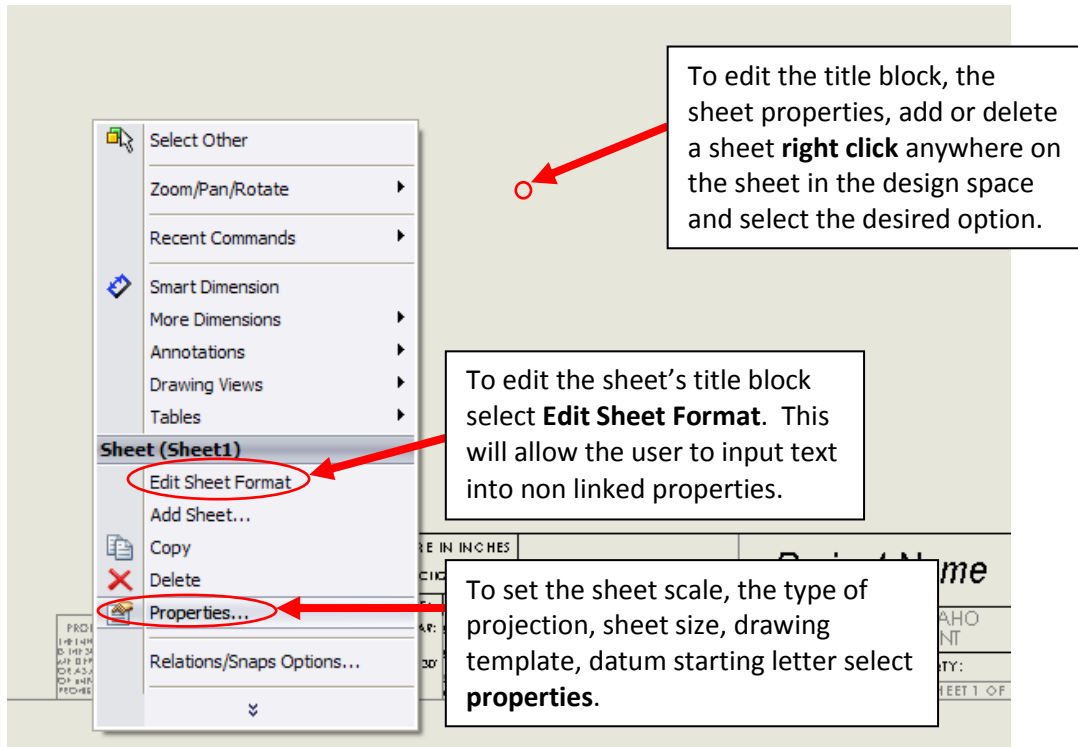 To edit the title block, the
sheet properties, add or delete
a sheet right click anywhere on
the sheet in the design space
and select the desired option.
Select Other
Zoom/Pan/Rotate
Recent Commands
Smart Dimension
More Dimensions
Annotations
Drawing Views
Tables
Sheet (Sheet1)
Edit Sheet Format
Add Sheet...
Copy
Delete
Properties...
Relations/Snaps Options...
To edit the sheet’s title block
select Edit Sheet Format. This
will allow the user to input text
into non linked properties.
To set the sheet scale, the type of
projection, sheet size, drawing
template, datum starting letter select
properties.
IN INCHES
SHEET 1 OF